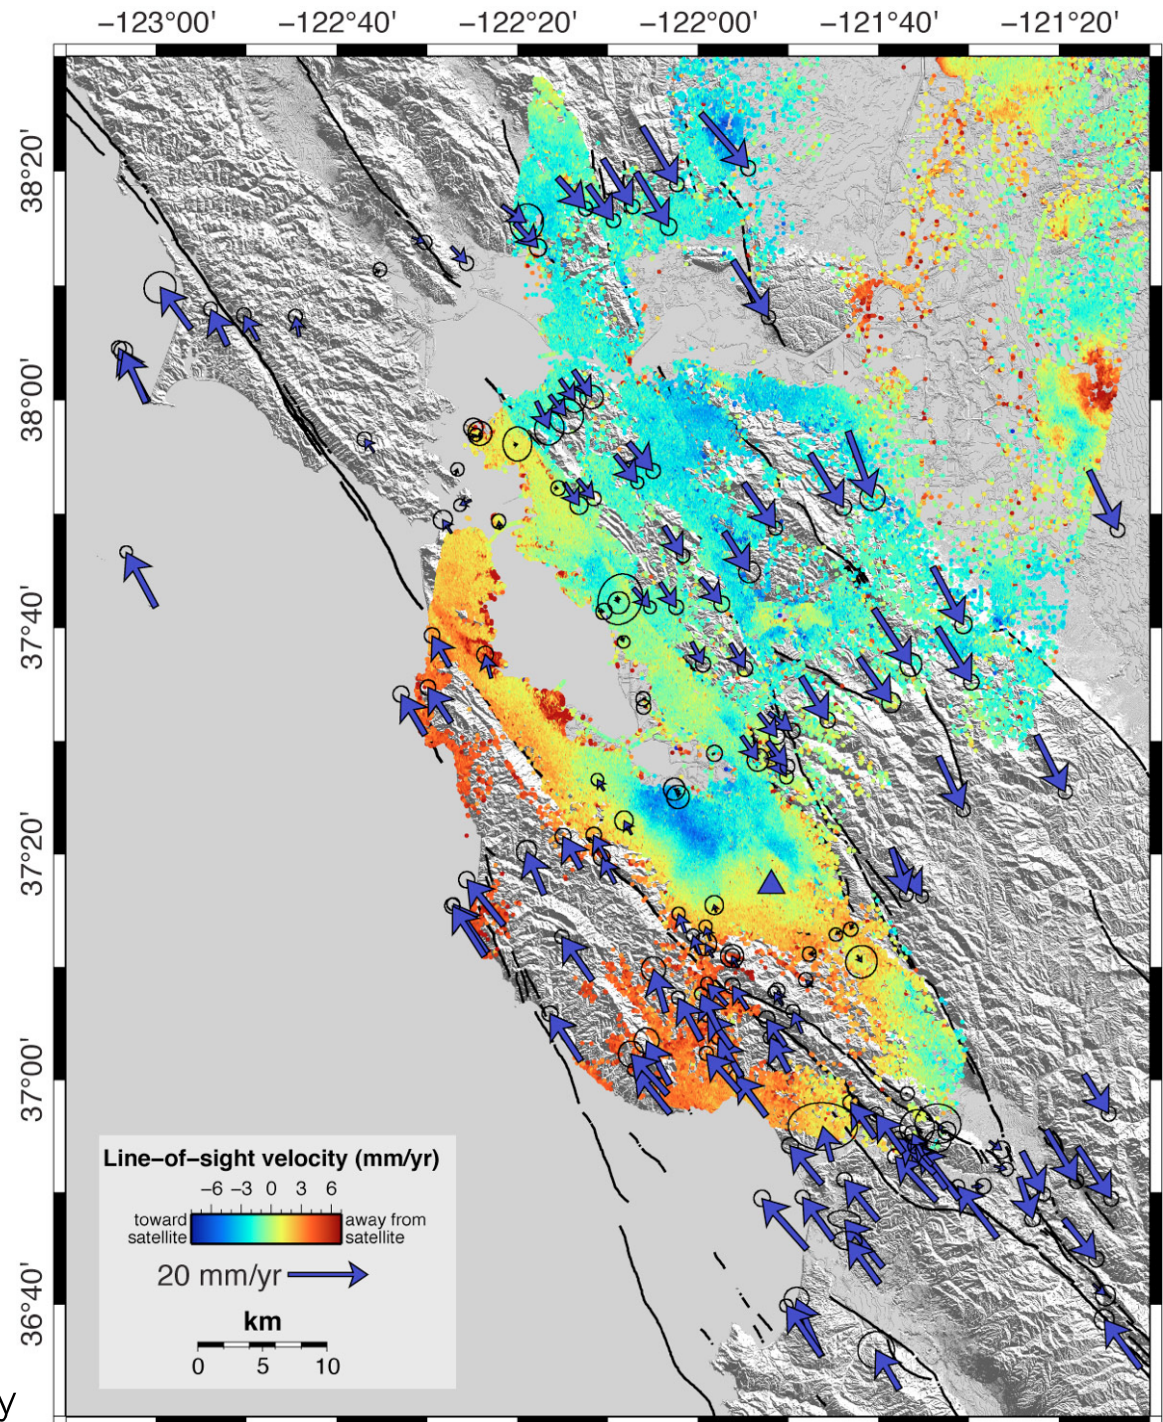 −123°00' −122°40' −122°20' −122°00' −121°40' −121°20'
38°20'
38°00'
37°40'
37°20'
37°00'
36°40'
Line−of−sight velocity (mm/yr)
−6 −3 0 3 6
toward satellite
away from satellite
20 mm/yr
km
0 5 10
y